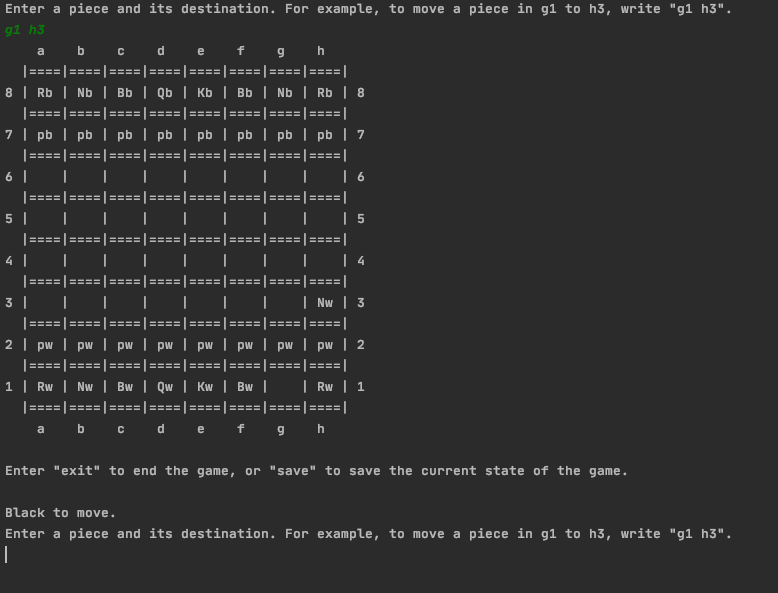 Enter a piece and its destination. For example, to move a piece in g1 to h3, write "g1 h3".
g1 h3
    a    b    c    d    e    f    g    h
  |====|====|====|====|====|====|====|====|
8 | Rb | Nb | Bb | Qb | Kb | Bb | Nb | Rb | 8
  |====|====|====|====|====|====|====|====|
7 | pb | pb | pb | pb | pb | pb | pb | pb | 7
  |====|====|====|====|====|====|====|====|
6 |    |    |    |    |    |    |    |    | 6
  |====|====|====|====|====|====|====|====|
5 |    |    |    |    |    |    |    |    | 5
  |====|====|====|====|====|====|====|====|
4 |    |    |    |    |    |    |    |    | 4
  |====|====|====|====|====|====|====|====|
3 |    |    |    |    |    |    |    | Nw | 3
  |====|====|====|====|====|====|====|====|
2 | pw | pw | pw | pw | pw | pw | pw | pw | 2
  |====|====|====|====|====|====|====|====|
1 | Rw | Nw | Bw | Qw | Kw | Bw |    | Rw | 1
  |====|====|====|====|====|====|====|====|
    a    b    c    d    e    f    g    h
Enter "exit" to end the game, or "save" to save the current state of the game.
Black to move.
Enter a piece and its destination. For example, to move a piece in g1 to h3, write "g1 h3".